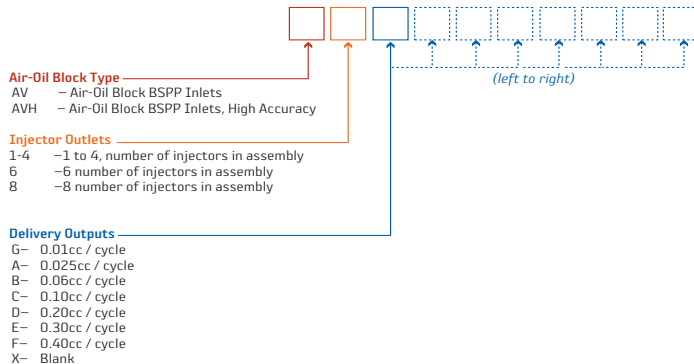 (left to right)
Air-Oil Block Type
AV – Air-Oil Block BSPP Inlets
AVH – Air-Oil Block BSPP Inlets, High Accuracy
Injector Outlets
1-4 –1 to 4, number of injectors in assembly
6 –6 number of injectors in assembly
8 –8 number of injectors in assembly
Delivery Outputs
G– 0.01cc / cycle
A– 0.025cc / cycle
B– 0.06cc / cycle
C– 0.10cc / cycle
D– 0.20cc / cycle
E– 0.30cc / cycle
F– 0.40cc / cycle
X– Blank